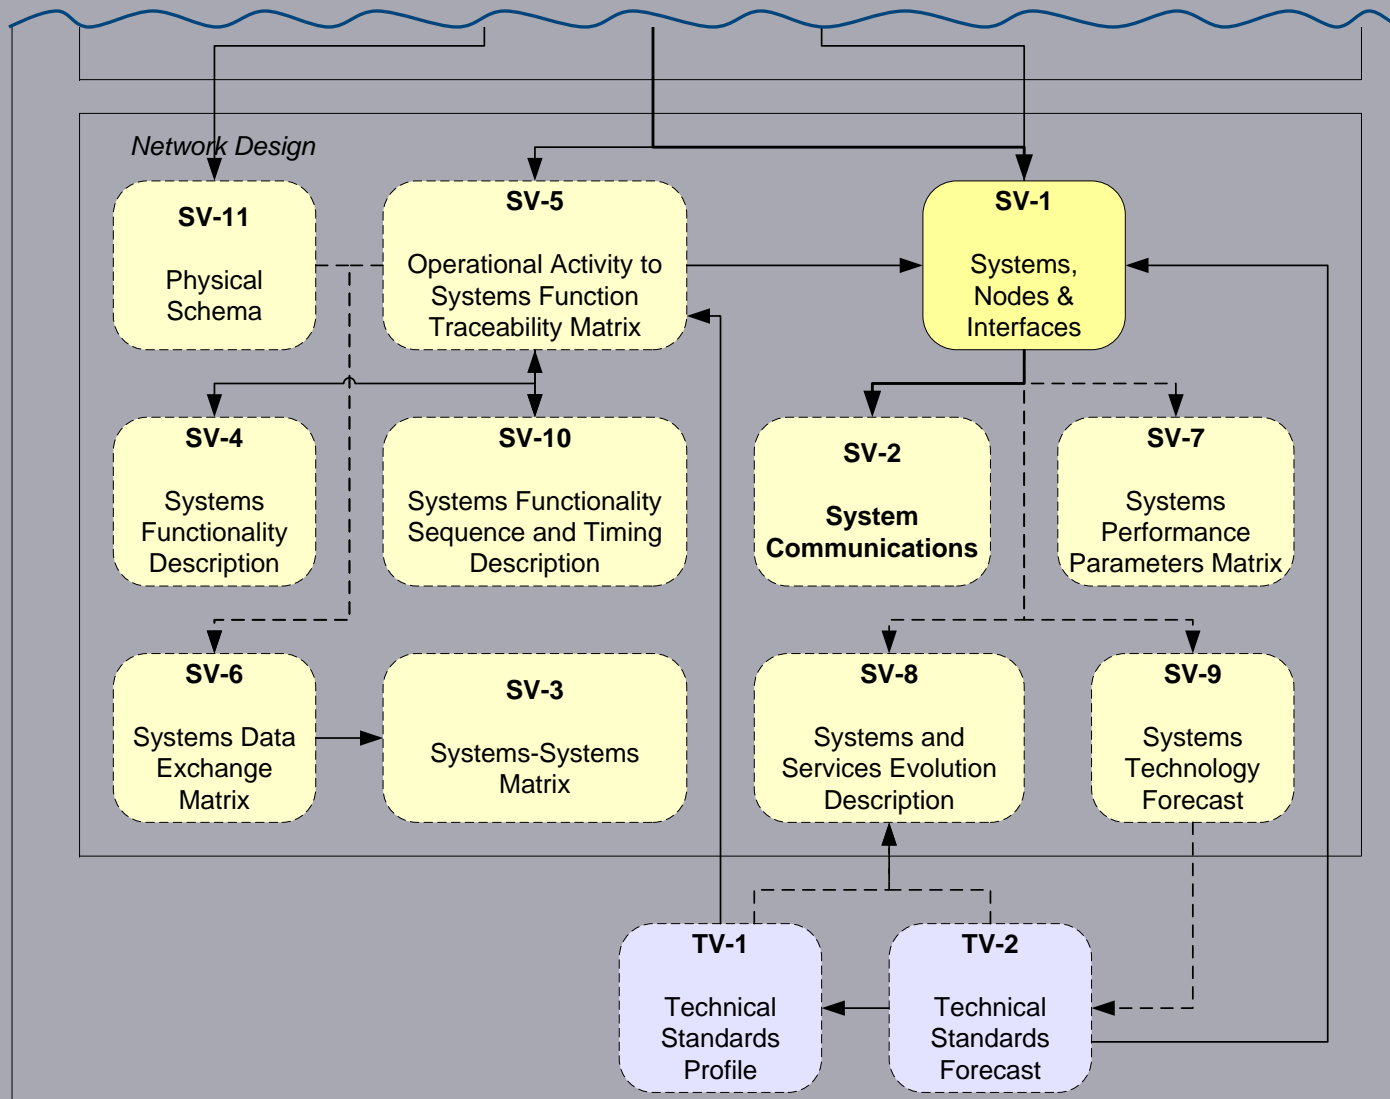 Network Design
SV-11
Physical
Schema
SV-5
Operational Activity to
Systems Function
Traceability Matrix
SV-1
Systems,
Nodes &
Interfaces
SV-4
Systems
Functionality
Description
SV-10
Systems Functionality
Sequence and Timing
Description
SV-2
System
Communications
SV-7
Systems
Performance
Parameters Matrix
SV-6
Systems Data
Exchange
Matrix
SV-3
Systems-Systems
Matrix
SV-8
Systems and
Services Evolution
Description
SV-9
Systems
Technology
Forecast
TV-1
Technical
Standards
Profile
TV-2
Technical
Standards
Forecast